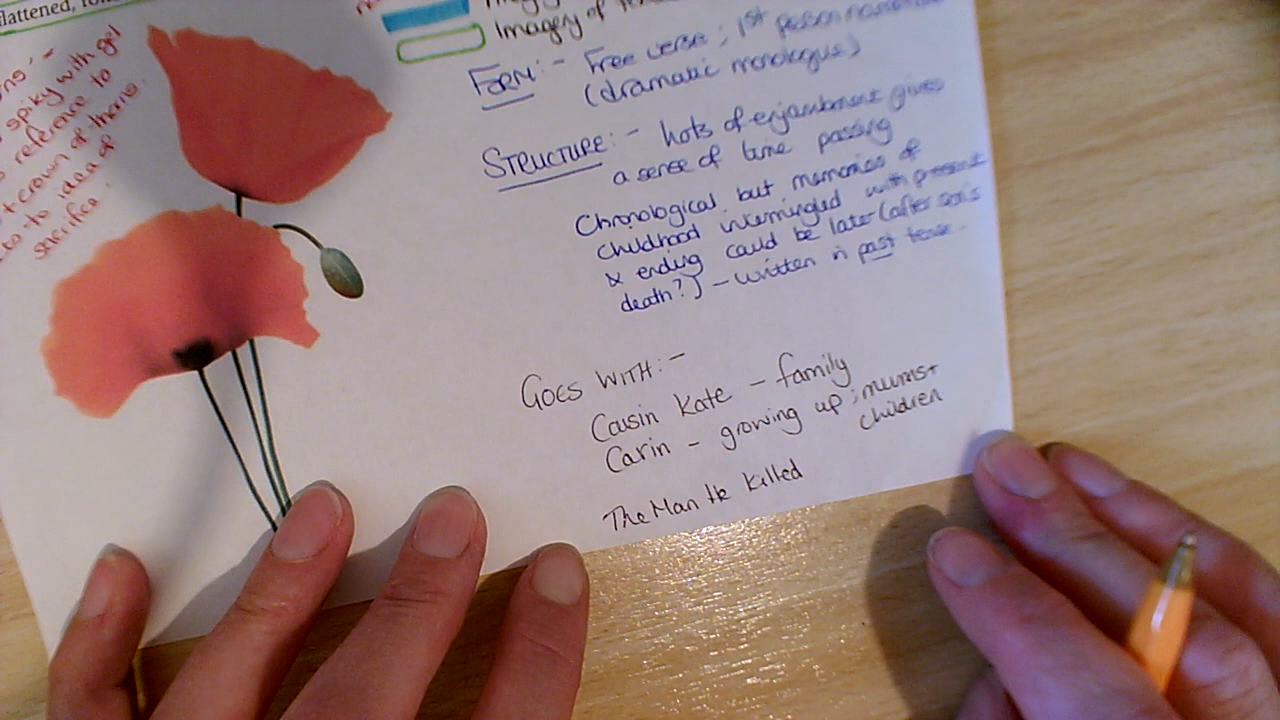 flattened,
Imagery of
spiky with gel
reference to
crown of thorns.
to idea of
sacrifice.
FORM:- Free verse; 1st person
(dramatic monologue)
STRUCTURE:- Lots of enjambment gives
a sense of time passing
Chronological but memories of
childhood intermingled with present
& ending could be later (after son's
death?) - written in past tense.
GOES WITH:-
Cousin Kate - family
Carin - growing up; mums +
children
The Man He Killed